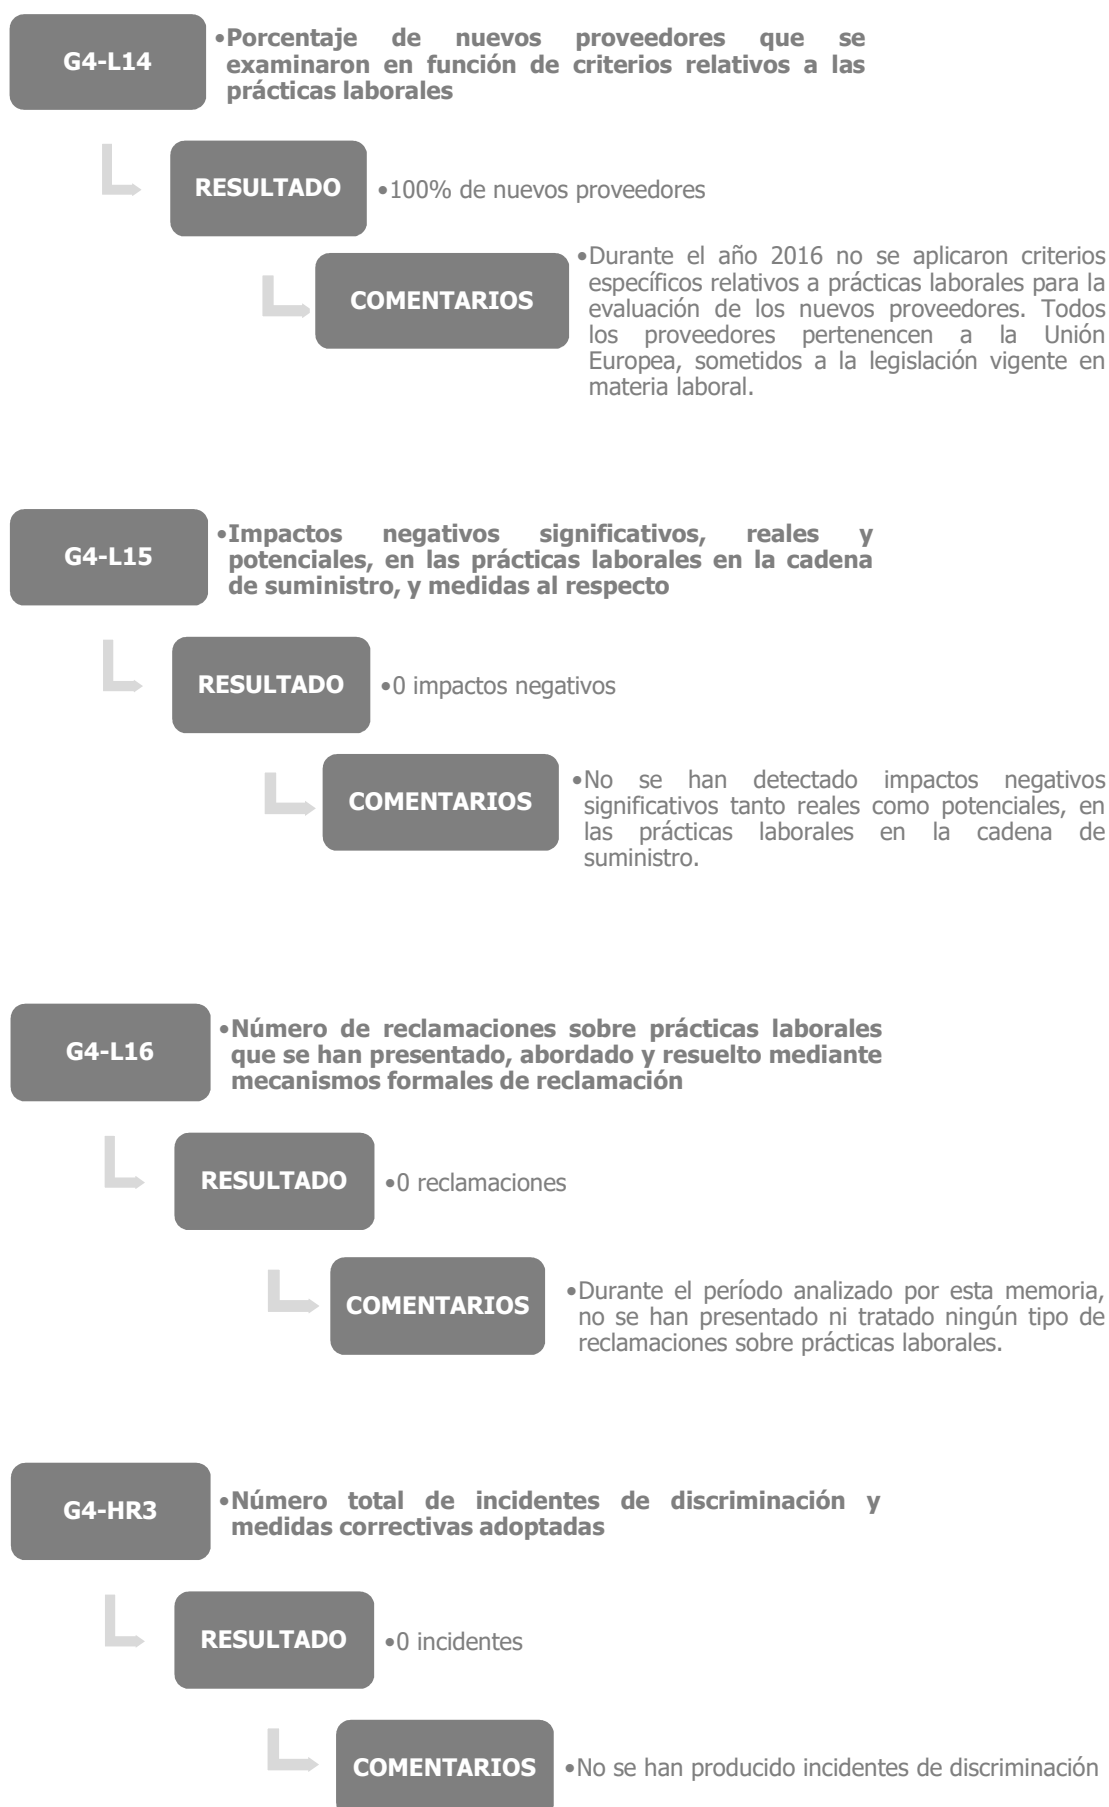 G4-L14
•Porcentaje de nuevos proveedores que se
examinaron en función de criterios relativos a las
prácticas laborales
RESULTADO
•100% de nuevos proveedores
COMENTARIOS
•Durante el año 2016 no se aplicaron criterios
específicos relativos a prácticas laborales para la
evaluación de los nuevos proveedores. Todos
los proveedores pertenencen a la Unión
Europea, sometidos a la legislación vigente en
materia laboral.
G4-L15
•Impactos negativos significativos, reales y
potenciales, en las prácticas laborales en la cadena
de suministro, y medidas al respecto
RESULTADO
•0 impactos negativos
COMENTARIOS
•No se han detectado impactos negativos
significativos tanto reales como potenciales, en
las prácticas laborales en la cadena de
suministro.
G4-L16
•Número de reclamaciones sobre prácticas laborales
que se han presentado, abordado y resuelto mediante
mecanismos formales de reclamación
RESULTADO
•0 reclamaciones
COMENTARIOS
•Durante el período analizado por esta memoria,
no se han presentado ni tratado ningún tipo de
reclamaciones sobre prácticas laborales.
G4-HR3
•Número total de incidentes de discriminación y
medidas correctivas adoptadas
RESULTADO
•0 incidentes
COMENTARIOS
•No se han producido incidentes de discriminación